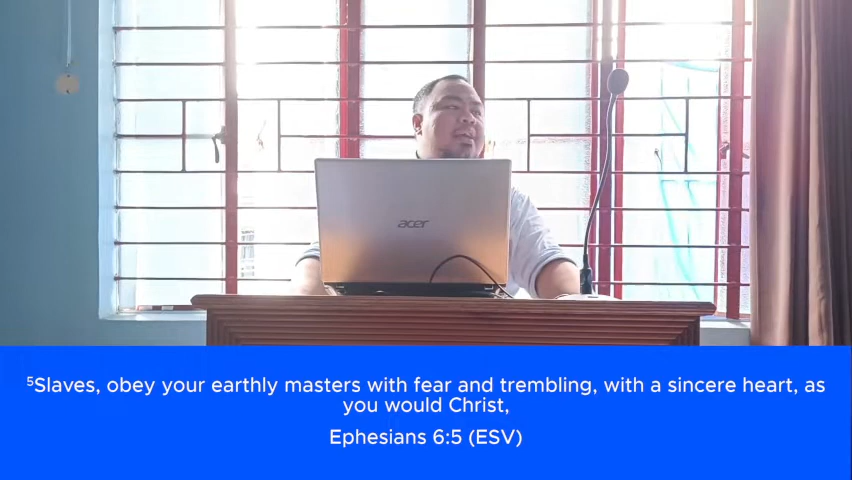 acer
⁵Slaves, obey your earthly masters with fear and trembling, with a sincere heart, as
you would Christ,
Ephesians 6:5 (ESV)